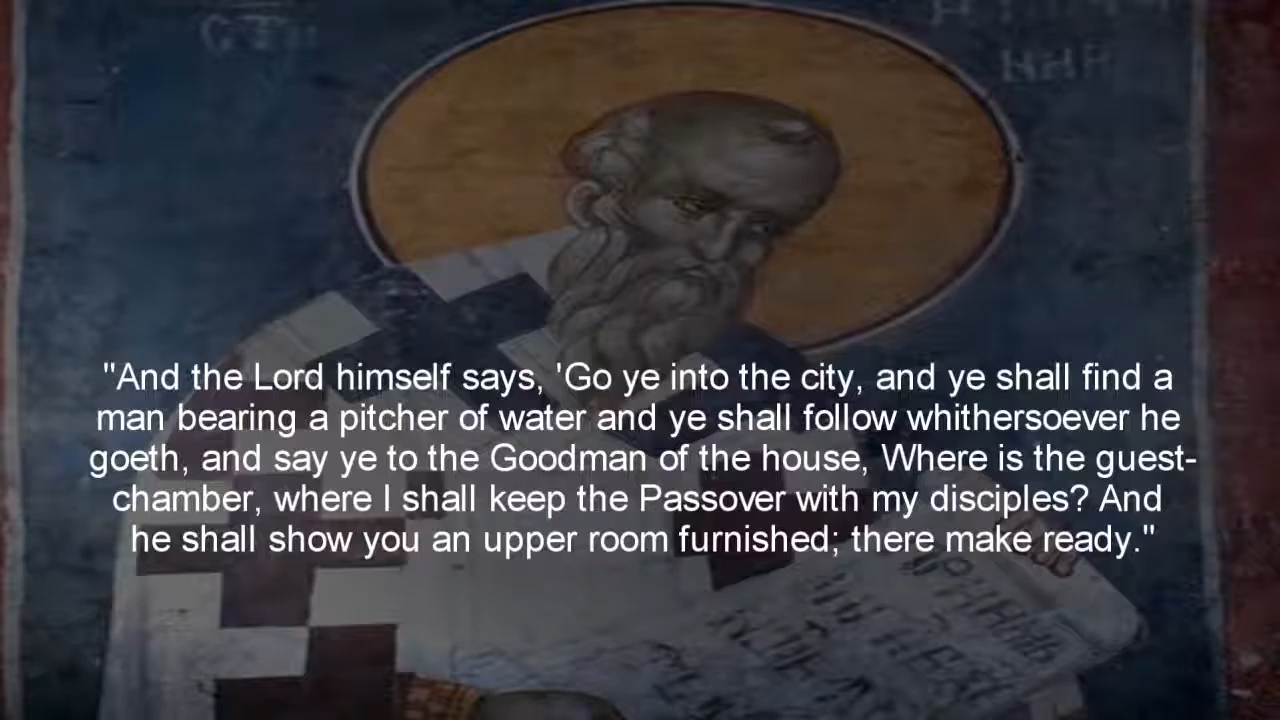 "And the Lord himself says, 'Go ye into the city, and ye shall find a
man bearing a pitcher of water and ye shall follow whithersoever he
goeth, and say ye to the Goodman of the house, Where is the guest-
chamber, where I shall keep the Passover with my disciples? And
he shall show you an upper room furnished; there make ready."